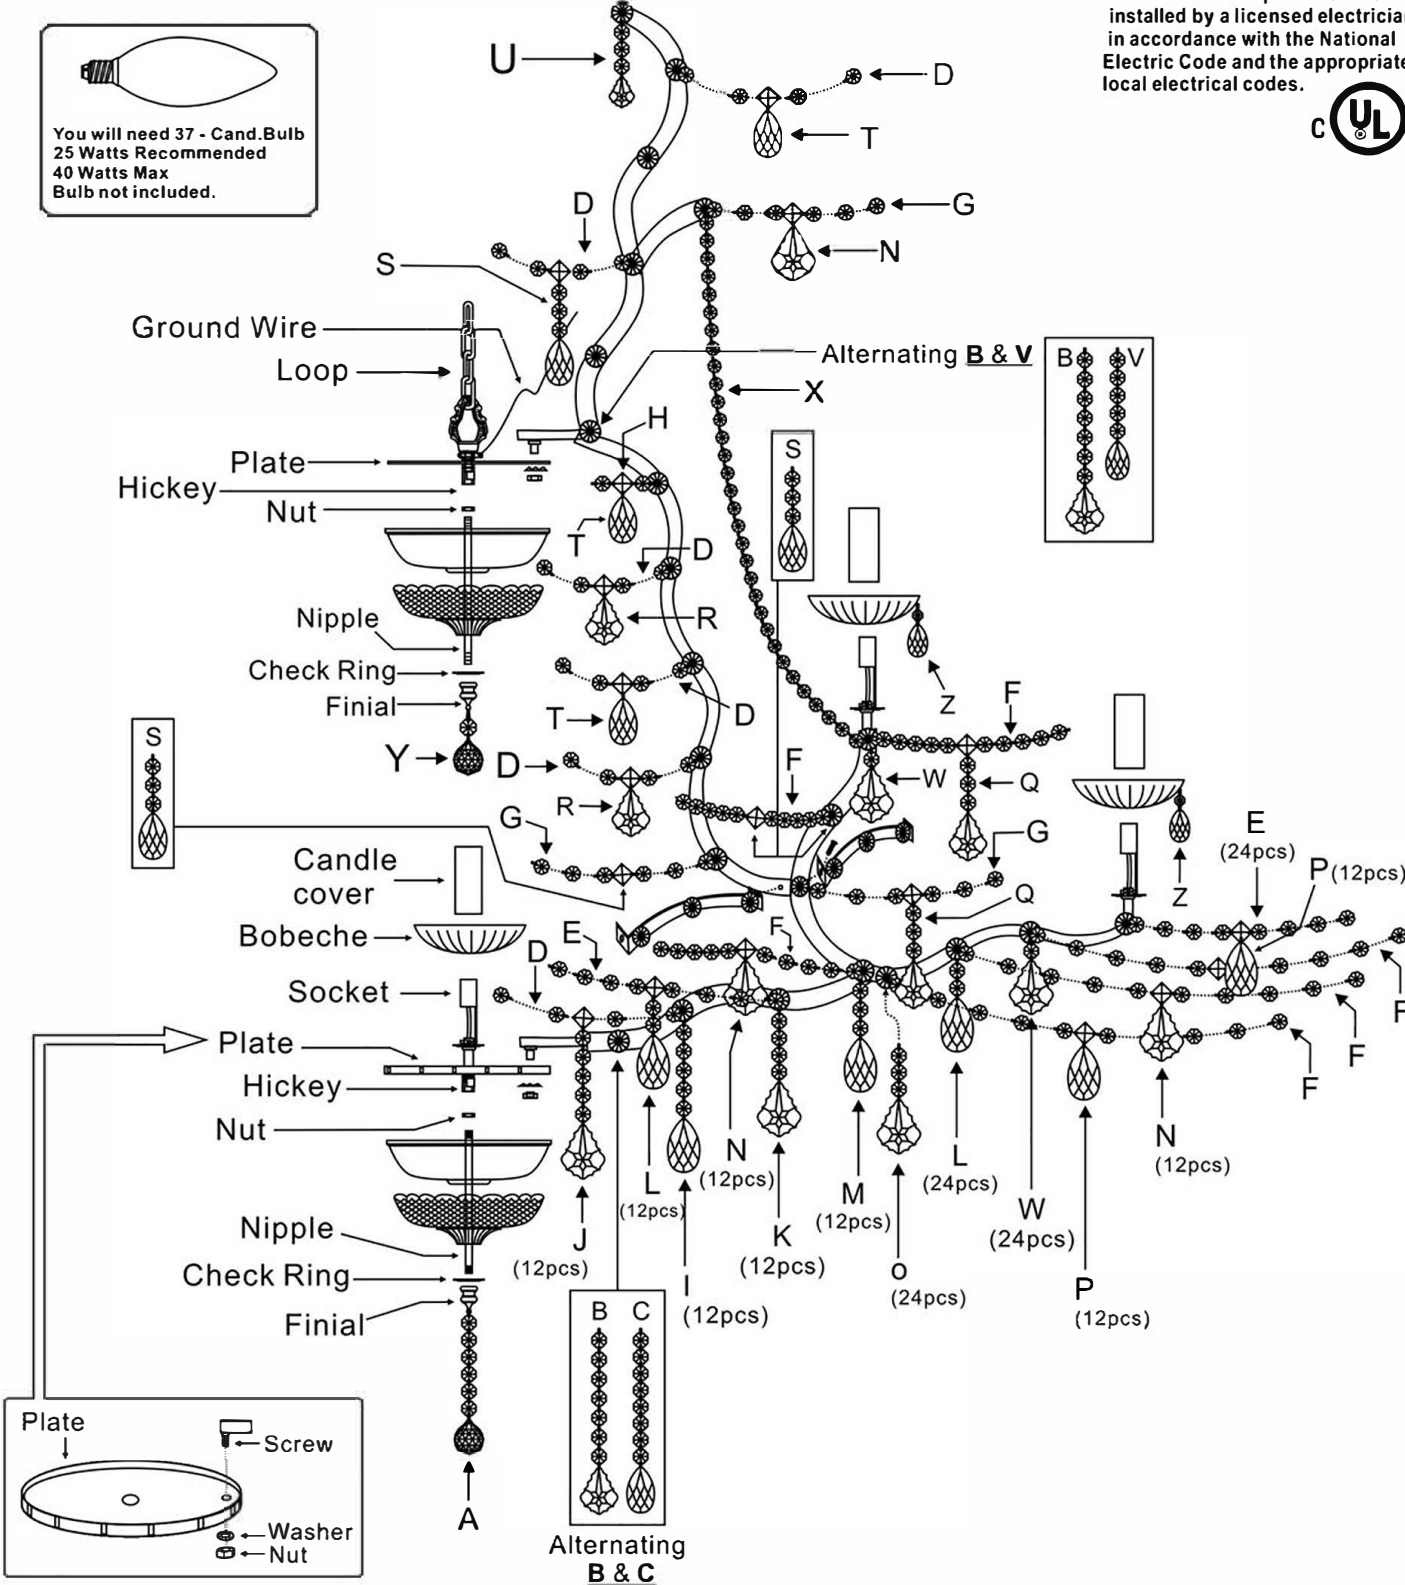 installed by a licensed electrician
in accordance with the National
Electric Code and the appropriate
local electrical codes.
C UL
You will need 37 - Cand.Bulb
25 Watts Recommended
40 Watts Max
Bulb not included.
U
D
T
D
G
N
S
Ground Wire
Loop
Alternating B & V
B V
X
H
S
Plate
Hickey
Nut
T
D
R
Nipple
Check Ring
Finial
Z
F
T
D
S
Y
D
F
W
Q
R
G
G
E
(24pcs)
P(12pcs)
Candle
cover
Z
Q
Bobeche
D
E
F
Socket
F
F
F
Plate
Hickey
Nut
N
(12pcs)
L
(12pcs)
N
(12pcs)
L
(24pcs)
M
(12pcs)
W
(24pcs)
J
(12pcs)
K
(12pcs)
Nipple
Check Ring
Finial
I
(12pcs)
o
(24pcs)
P
(12pcs)
B C
Plate
Screw
Washer
Nut
A
Alternating
B & C